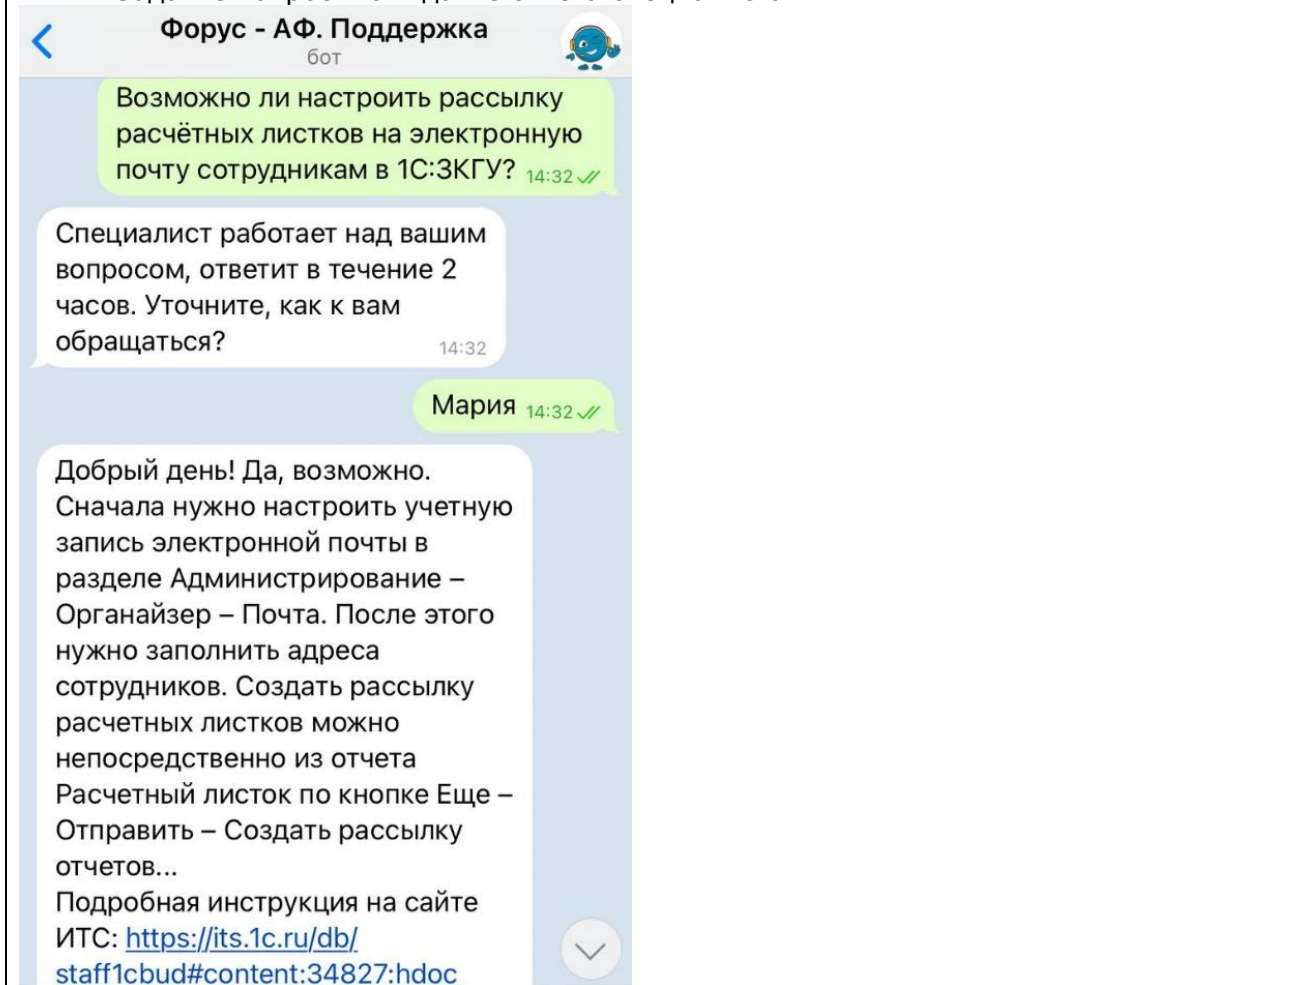 Форус - АФ. Поддержка
бот
Возможно ли настроить рассылку
расчётных листков на электронную
почту сотрудникам в 1С:ЗКГУ? 14:32
Специалист работает над вашим
вопросом, ответит в течение 2
часов. Уточните, как к вам
обращаться? 14:32
Мария 14:32
Добрый день! Да, возможно.
Сначала нужно настроить учетную
запись электронной почты в
разделе Администрирование –
Органайзер – Почта. После этого
нужно заполнить адреса
сотрудников. Создать рассылку
расчетных листков можно
непосредственно из отчета
Расчетный листок по кнопке Еще –
Отправить – Создать рассылку
отчетов...
Подробная инструкция на сайте
ИТС: https://its.1c.ru/db/
staff1cbud#content:34827:hdoc